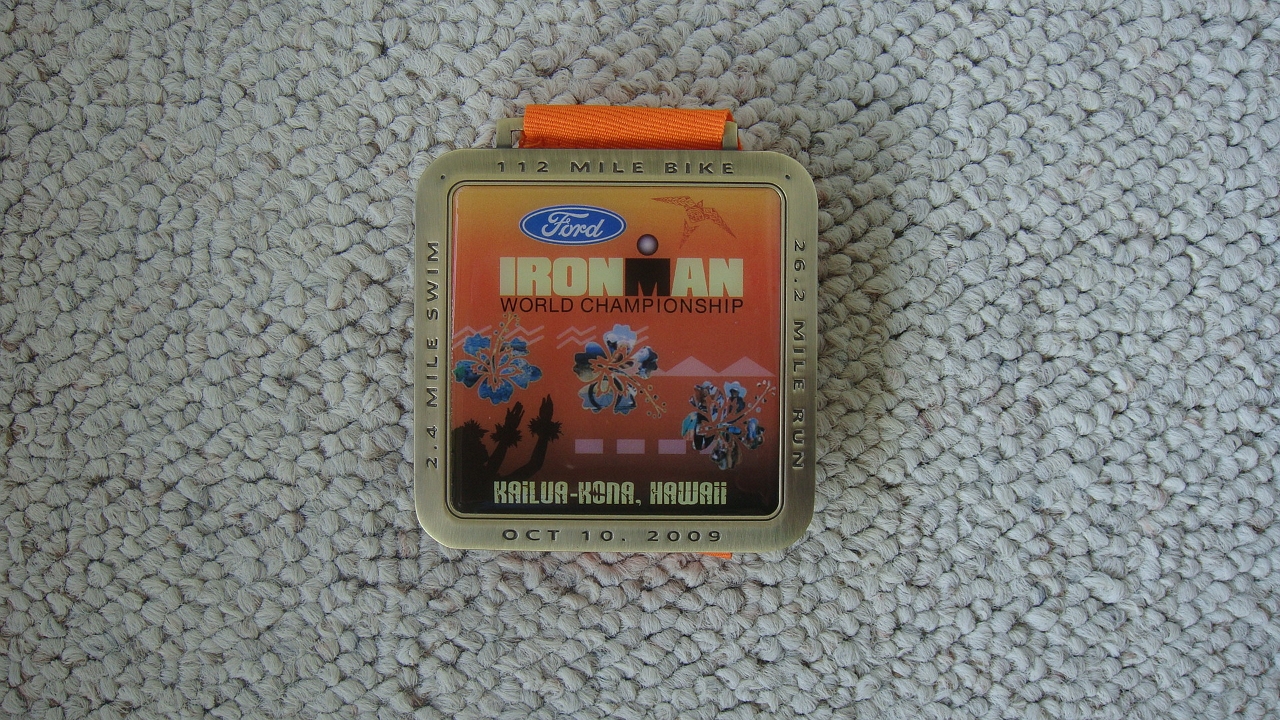 112 MILE BIKE
Ford
IRONMAN
WORLD CHAMPIONSHIP
2.4 MILE SWIM
26.2 MILE RUN
KAiLUA-KONA, HAWAii
OCT 10, 2009